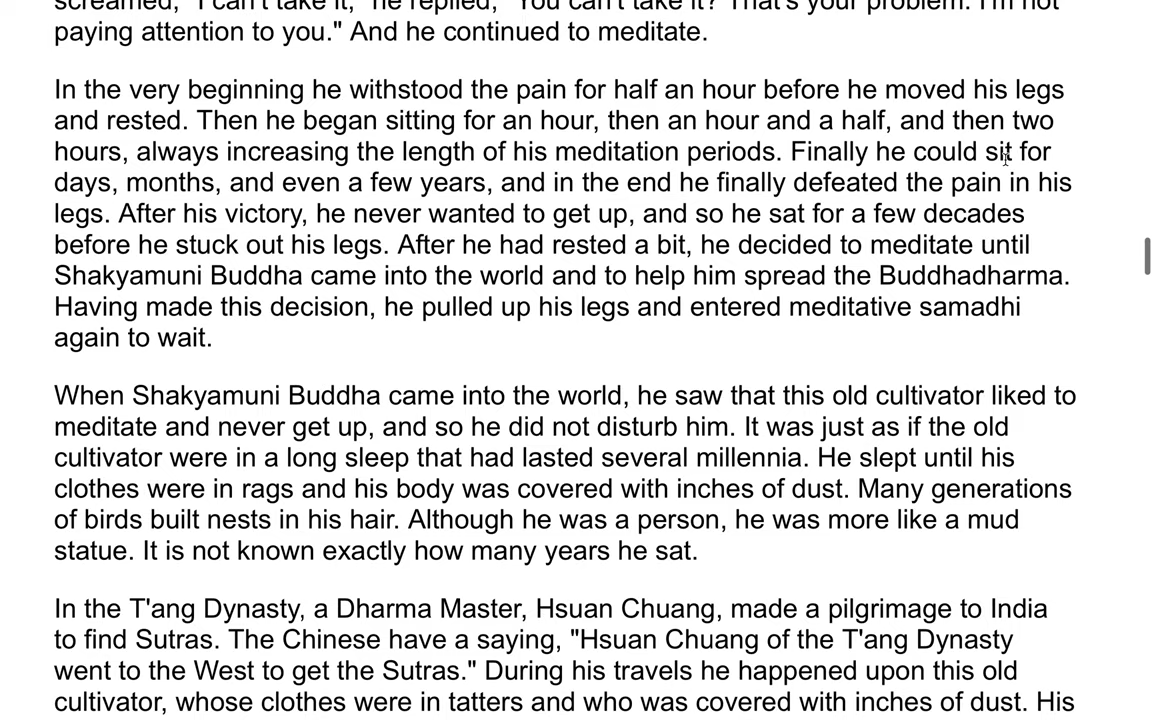 screamed, "I can't take it," he replied, "You can't take it? That's your problem. I'm not
paying attention to you." And he continued to meditate.
In the very beginning he withstood the pain for half an hour before he moved his legs
and rested. Then he began sitting for an hour, then an hour and a half, and then two
hours, always increasing the length of his meditation periods. Finally he could sit for
days, months, and even a few years, and in the end he finally defeated the pain in his
legs. After his victory, he never wanted to get up, and so he sat for a few decades
before he stuck out his legs. After he had rested a bit, he decided to meditate until
Shakyamuni Buddha came into the world and to help him spread the Buddhadharma.
Having made this decision, he pulled up his legs and entered meditative samadhi
again to wait.
When Shakyamuni Buddha came into the world, he saw that this old cultivator liked to
meditate and never get up, and so he did not disturb him. It was just as if the old
cultivator were in a long sleep that had lasted several millennia. He slept until his
clothes were in rags and his body was covered with inches of dust. Many generations
of birds built nests in his hair. Although he was a person, he was more like a mud
statue. It is not known exactly how many years he sat.
In the T'ang Dynasty, a Dharma Master, Hsuan Chuang, made a pilgrimage to India
to find Sutras. The Chinese have a saying, "Hsuan Chuang of the T'ang Dynasty
went to the West to get the Sutras." During his travels he happened upon this old
cultivator, whose clothes were in tatters and who was covered with inches of dust. His